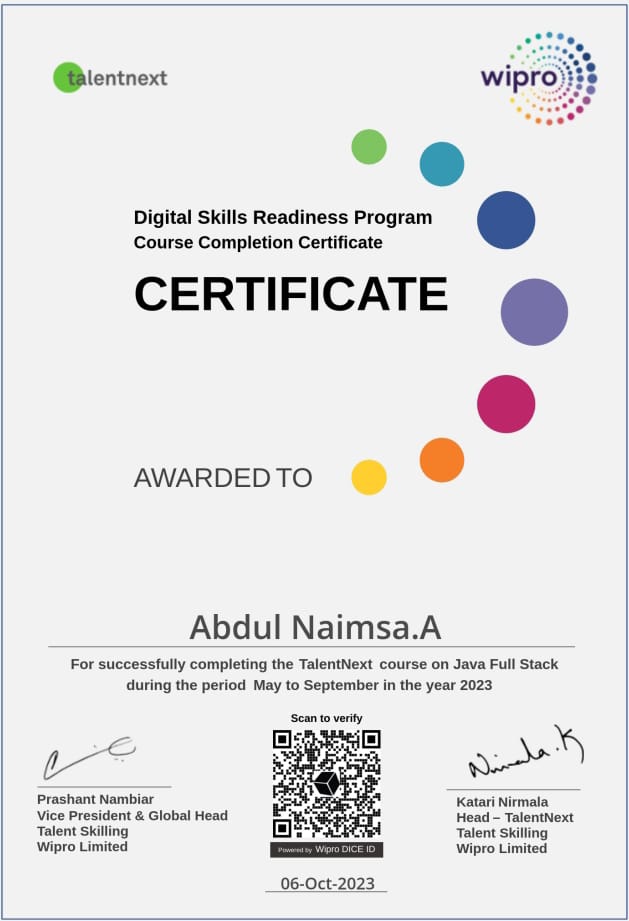 talentnext
wipro
Digital Skills Readiness Program
Course Completion Certificate
CERTIFICATE
AWARDED TO
Abdul Naimsa.A
For successfully completing the TalentNext course on Java Full Stack
during the period May to September in the year 2023
Scan to verify
Nirmala.K
Prashant Nambiar
Vice President & Global Head
Talent Skilling
Wipro Limited
Katari Nirmala
Head – TalentNext
Talent Skilling
Wipro Limited
Powered by Wipro DICE ID
06-Oct-2023